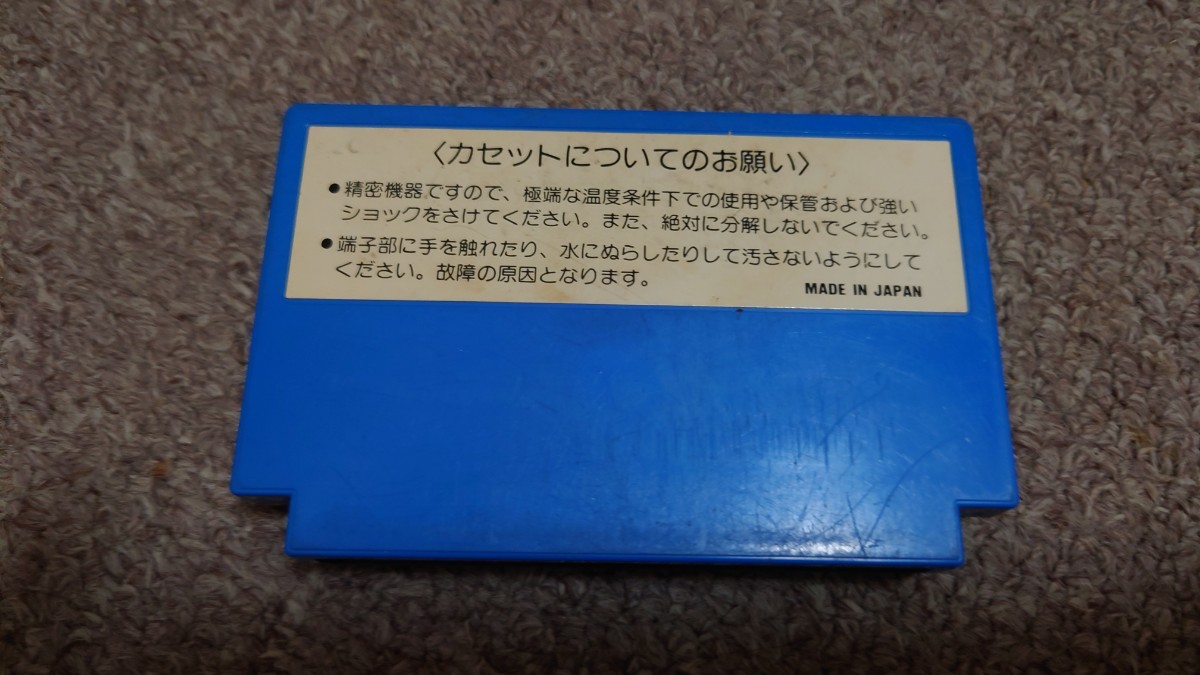 〈カセットについてのお願い〉
●精密機器ですので、極端な温度条件下での使用や保管および強い
ショックをさけてください。また、絶対に分解しないでください。
●端子部に手を触れたり、水にぬらしたりして汚さないようにして
ください。故障の原因となります。
MADE IN JAPAN